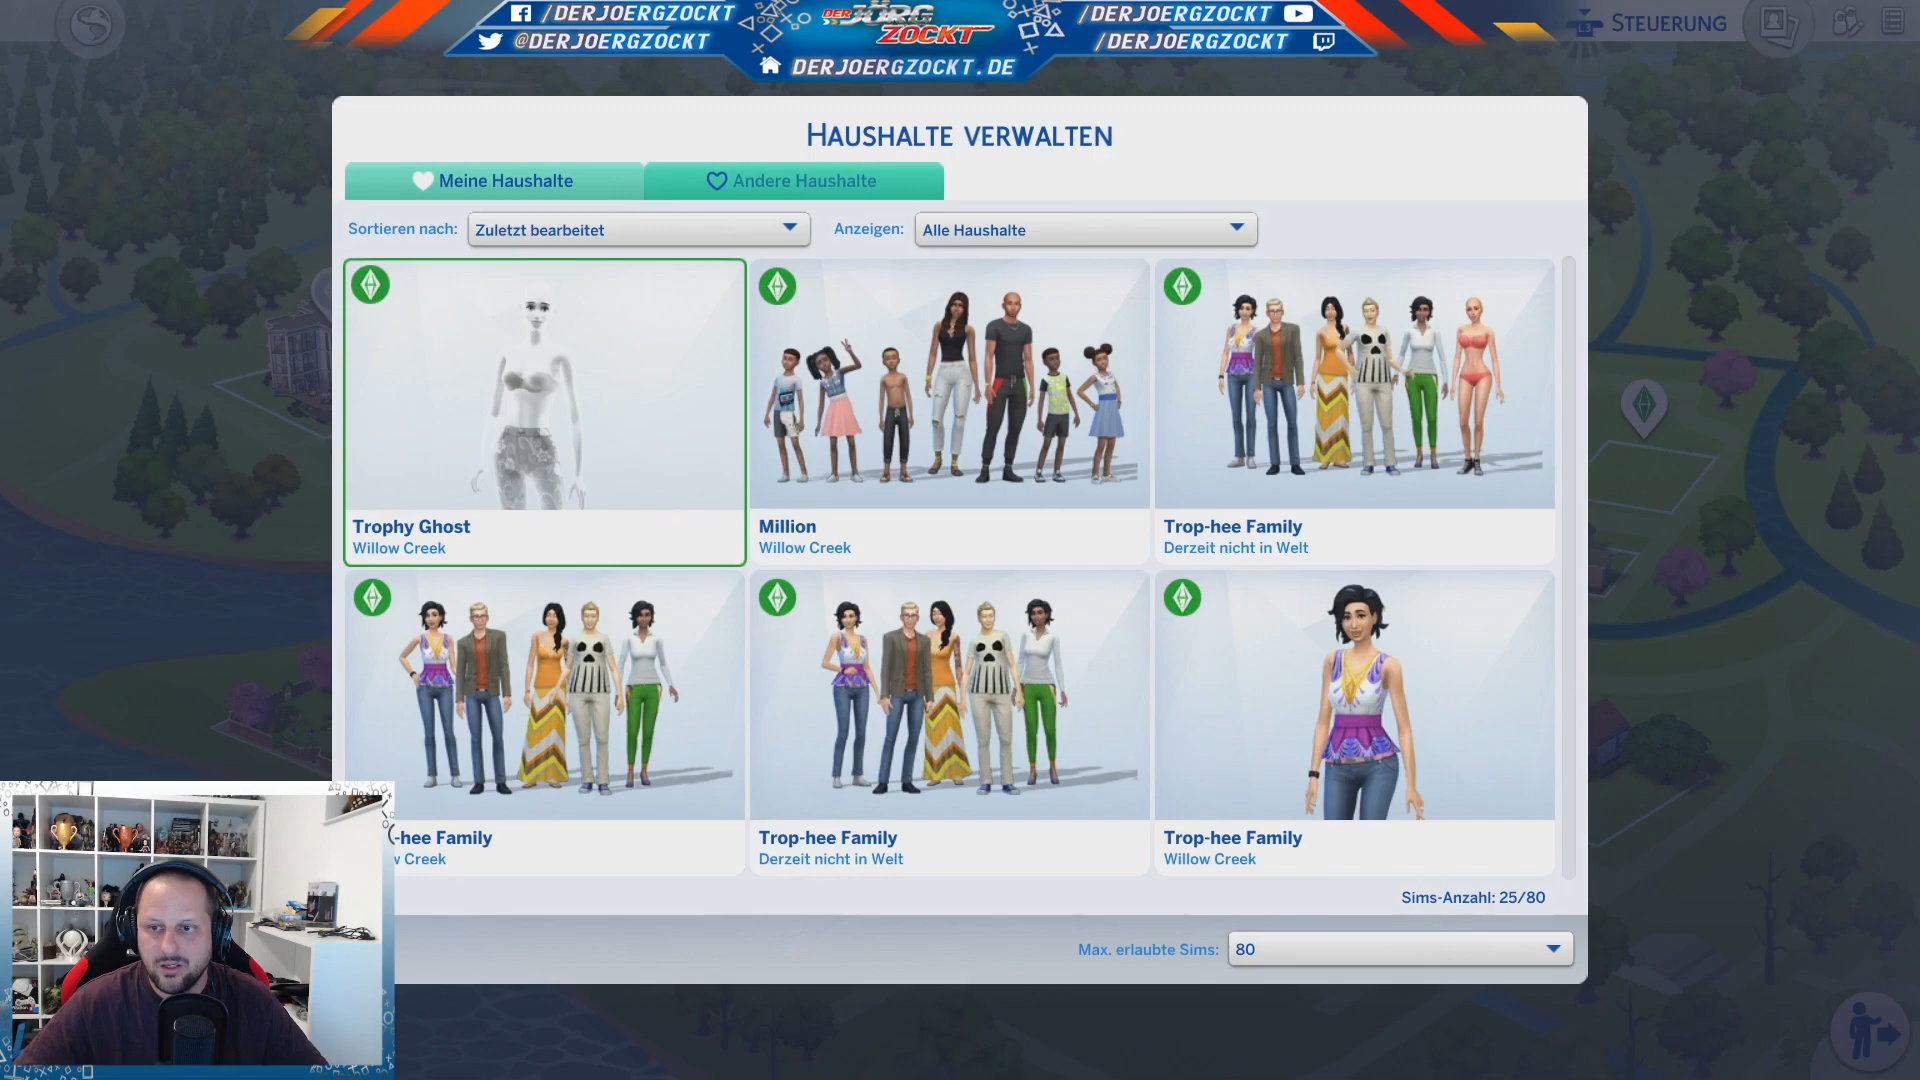 /DERJOERGZOCKT
@DERJOERGZOCKT
DER JÖRG
ZOCKT
/DERJOERGZOCKT
/DERJOERGZOCKT
DERJOERGZOCKT.DE
STEUERUNG
HAUSHALTE VERWALTEN
Meine Haushalte
Andere Haushalte
Sortieren nach: Zuletzt bearbeitet
Anzeigen: Alle Haushalte
Trophy Ghost
Willow Creek
Million
Willow Creek
Trop-hee Family
Derzeit nicht in Welt
-hee Family
w Creek
Trop-hee Family
Derzeit nicht in Welt
Trop-hee Family
Willow Creek
Sims-Anzahl: 25/80
Max. erlaubte Sims: 80